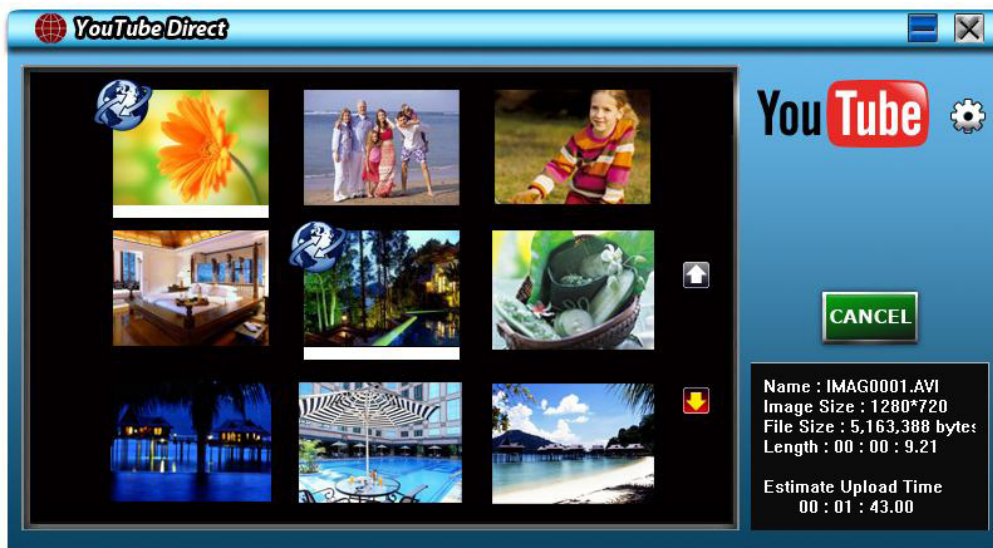 YouTube Direct
YouTube
CANCEL
Name : IMAG0001.AVI
Image Size : 1280*720
File Size : 5,163,388 bytes
Length : 00 : 00 : 9.21
Estimate Upload Time
00 : 01 : 43.00